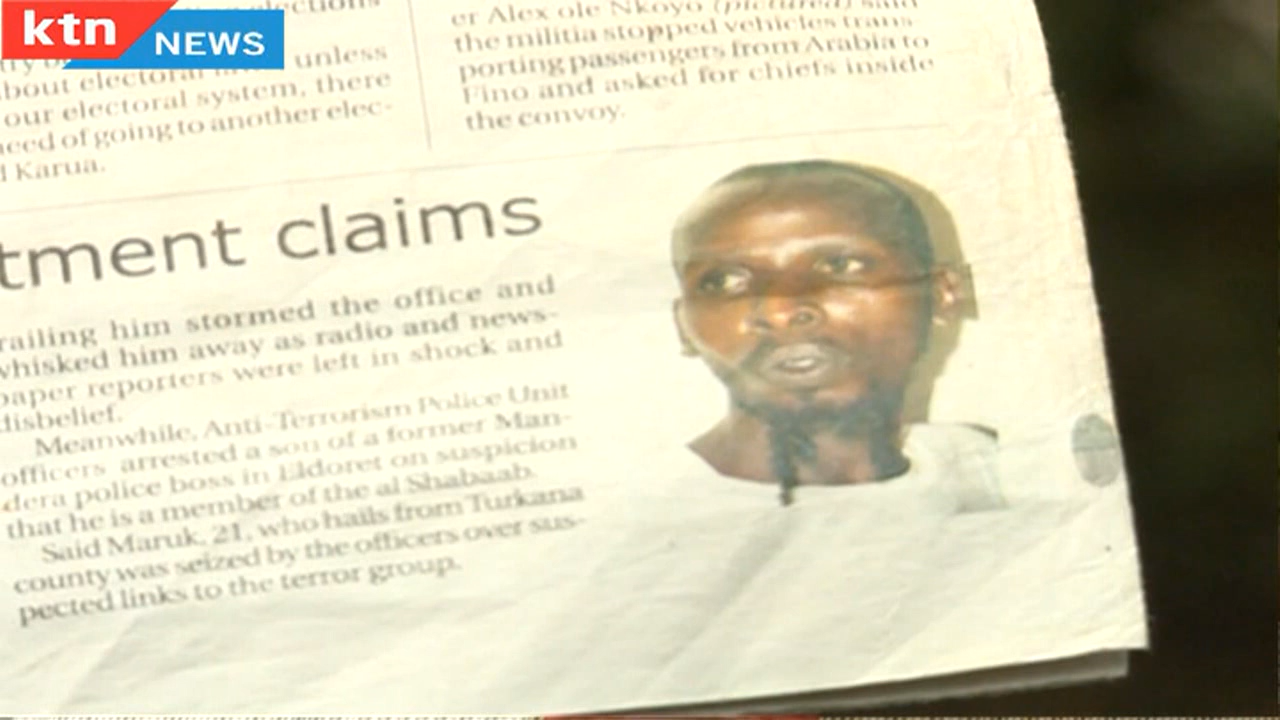 ktn NEWS
elections
unless
about electoral
our electoral system, there
need of going to another elec-
Karua.
er Alex ole Nkoyo (pictured) said
the militia stopped vehicles trans-
porting passengers from Arabia to
Fino and asked for chiefs inside
the convoy.
tment claims
railing him stormed the office and
whisked him away as radio and news-
paper reporters were left in shock and
disbelief.
Meanwhile, Anti-Terrorism Police Unit
officers arrested a son of a former Man-
dera police boss in Eldoret on suspicion
that he is a member of the al Shabaab.
Said Maruk, 21, who hails from Turkana
county was seized by the officers over sus-
pected links to the terror group.